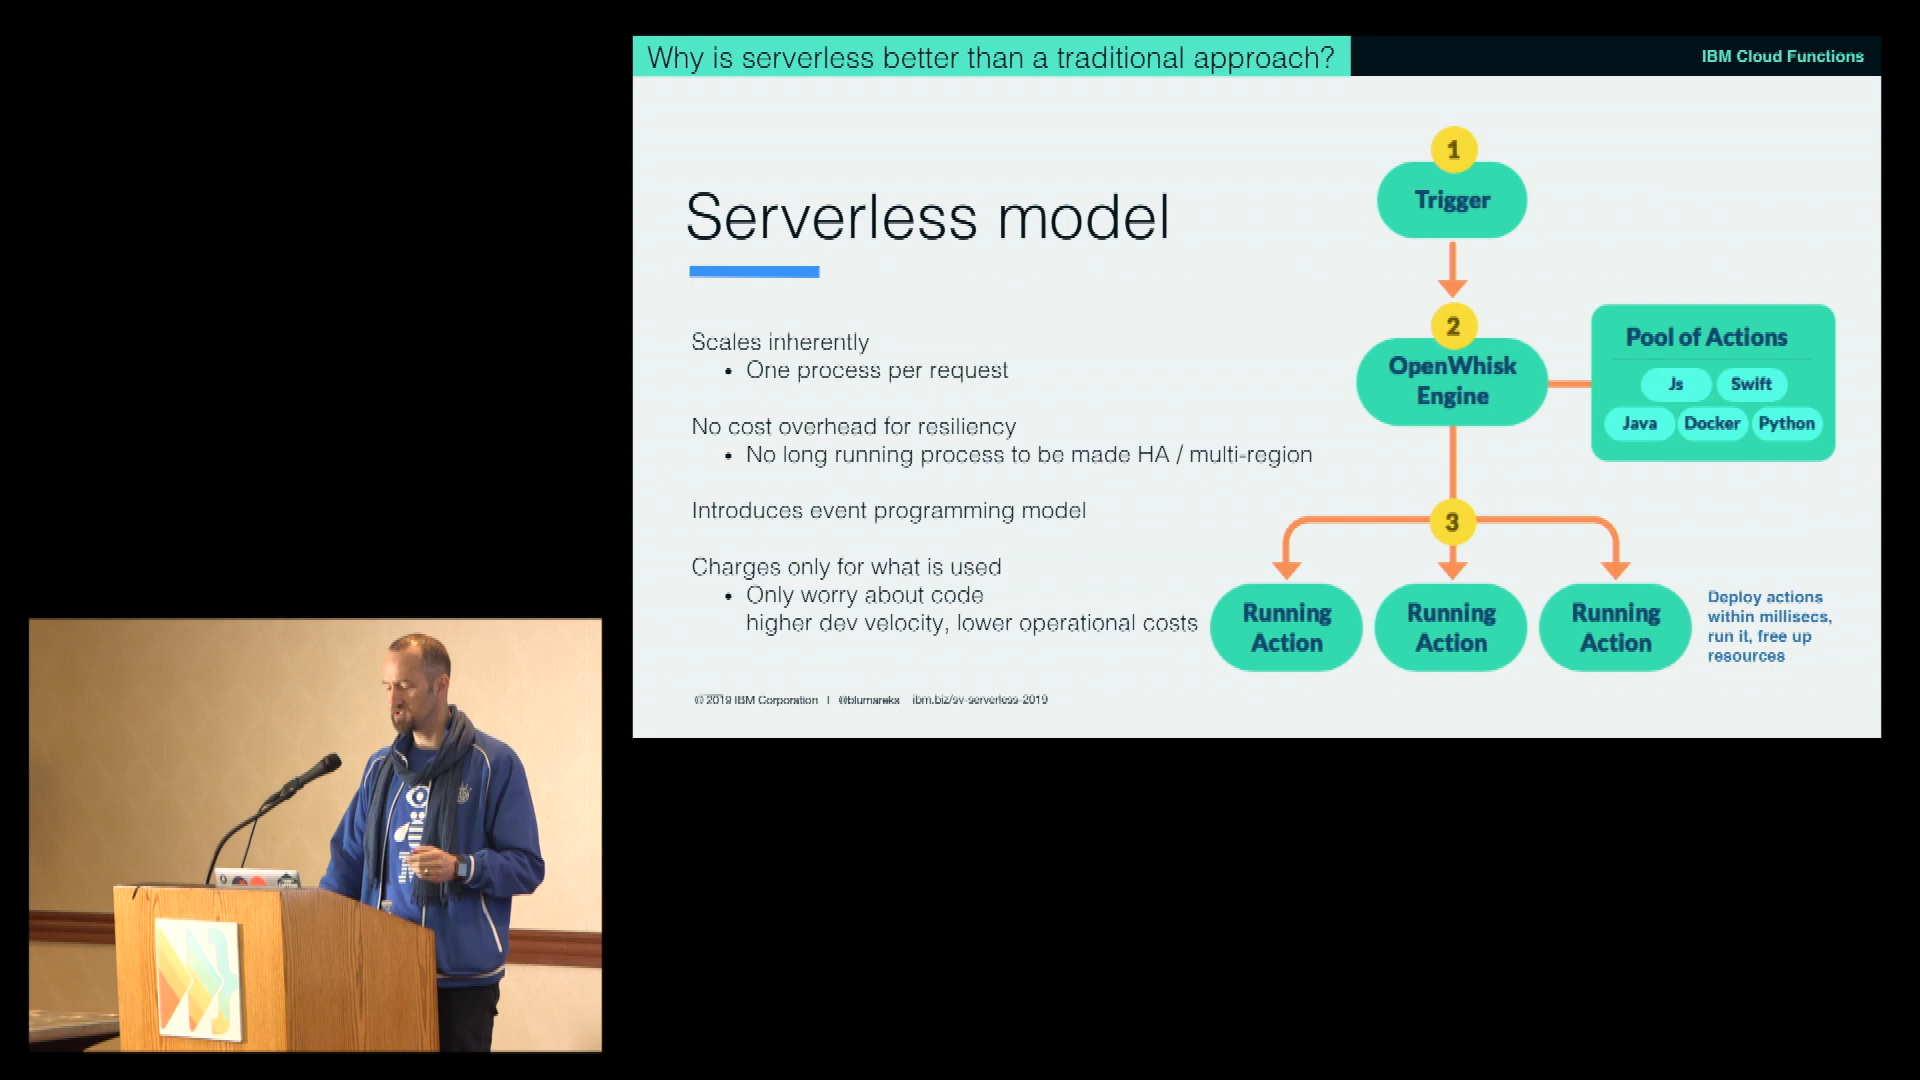 Why is serverless better than a traditional approach?
IBM Cloud Functions
Serverless model
Scales inherently
• One process per request
No cost overhead for resiliency
• No long running process to be made HA / multi-region
Introduces event programming model
Charges only for what is used
• Only worry about code
higher dev velocity, lower operational costs
© 2019 IBM Corporation | @blumareks ibm.biz/sv-serverless-2019
1
Trigger
2
OpenWhisk
Engine
Pool of Actions
Js Swift
Java Docker Python
3
Running
Action
Running
Action
Running
Action
Deploy actions
within millisecs,
run it, free up
resources